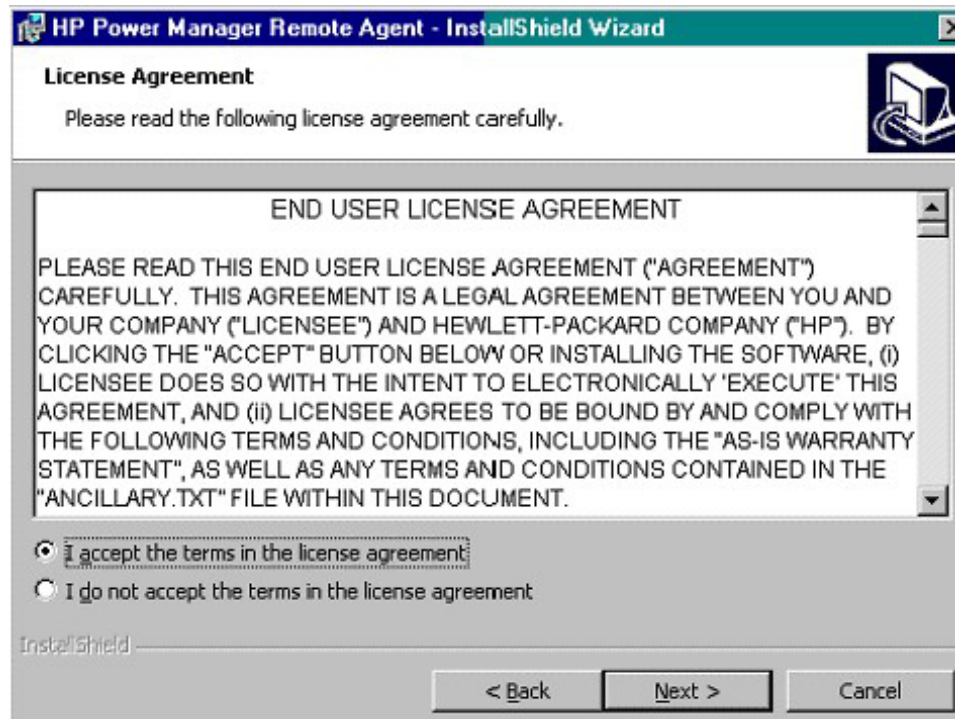 HP Power Manager Remote Agent - InstallShield Wizard
License Agreement
Please read the following license agreement carefully.
END USER LICENSE AGREEMENT
PLEASE READ THIS END USER LICENSE AGREEMENT ("AGREEMENT")
CAREFULLY. THIS AGREEMENT IS A LEGAL AGREEMENT BETWEEN YOU AND
YOUR COMPANY ("LICENSEE") AND HEWLETT-PACKARD COMPANY ("HP"). BY
CLICKING THE "ACCEPT" BUTTON BELOW OR INSTALLING THE SOFTWARE, (i)
LICENSEE DOES SO WITH THE INTENT TO ELECTRONICALLY 'EXECUTE' THIS
AGREEMENT, AND (ii) LICENSEE AGREES TO BE BOUND BY AND COMPLY WITH
THE FOLLOWING TERMS AND CONDITIONS, INCLUDING THE "AS-IS WARRANTY
STATEMENT", AS WELL AS ANY TERMS AND CONDITIONS CONTAINED IN THE
"ANCILLARY.TXT" FILE WITHIN THIS DOCUMENT.
I accept the terms in the license agreement
I do not accept the terms in the license agreement
InstallShield
< Back Next > Cancel